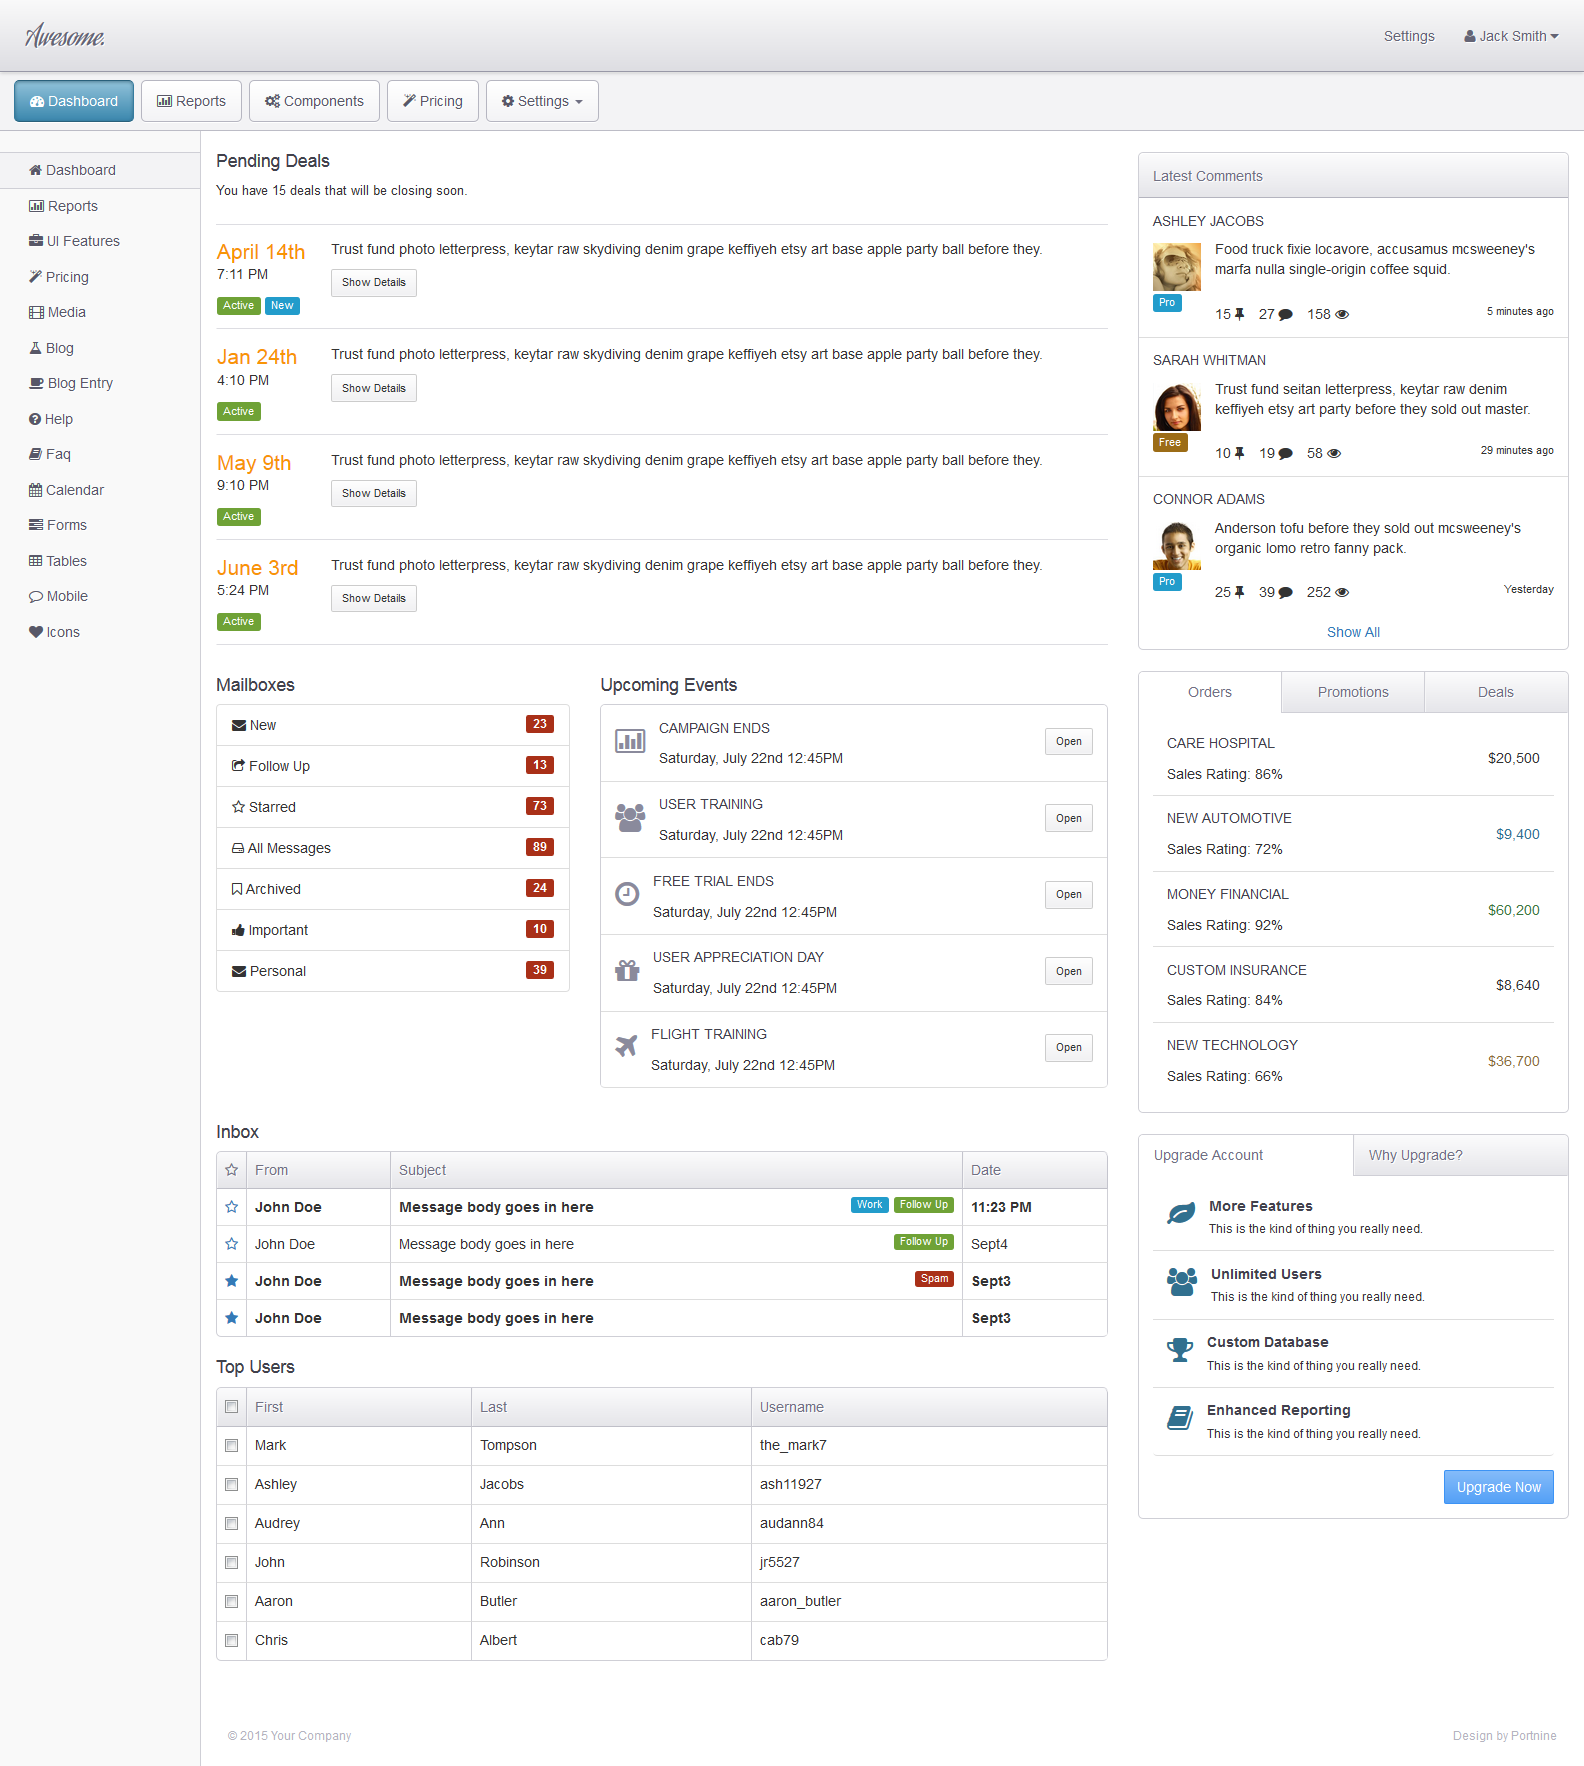 Awesome.
Settings
Jack Smith
Dashboard
Reports
Components
Pricing
Settings
Dashboard
Reports
UI Features
Pricing
Media
Blog
Blog Entry
Help
Faq
Calendar
Forms
Tables
Mobile
Icons
Pending Deals
You have 15 deals that will be closing soon.
April 14th
7:11 PM
Active New
Trust fund photo letterpress, keytar raw skydiving denim grape keffiyeh etsy art base apple party ball before they.
Show Details
Jan 24th
4:10 PM
Active
Trust fund photo letterpress, keytar raw skydiving denim grape keffiyeh etsy art base apple party ball before they.
Show Details
May 9th
9:10 PM
Active
Trust fund photo letterpress, keytar raw skydiving denim grape keffiyeh etsy art base apple party ball before they.
Show Details
June 3rd
5:24 PM
Active
Trust fund photo letterpress, keytar raw skydiving denim grape keffiyeh etsy art base apple party ball before they.
Show Details
Mailboxes
New 23
Follow Up 13
Starred 73
All Messages 89
Archived 24
Important 10
Personal 39
Upcoming Events
CAMPAIGN ENDS
Saturday, July 22nd 12:45PM
Open
USER TRAINING
Saturday, July 22nd 12:45PM
Open
FREE TRIAL ENDS
Saturday, July 22nd 12:45PM
Open
USER APPRECIATION DAY
Saturday, July 22nd 12:45PM
Open
FLIGHT TRAINING
Saturday, July 22nd 12:45PM
Open
Inbox
From Subject Date
John Doe Message body goes in here Work Follow Up 11:23 PM
John Doe Message body goes in here Follow Up Sept4
John Doe Message body goes in here Spam Sept3
John Doe Message body goes in here Sept3
Top Users
First Last Username
Mark Tompson the_mark7
Ashley Jacobs ash11927
Audrey Ann audann84
John Robinson jr5527
Aaron Butler aaron_butler
Chris Albert cab79
Latest Comments
ASHLEY JACOBS
Food truck fixie locavore, accusamus mcsweeney's
marfa nulla single-origin coffee squid.
Pro
15 27 158 5 minutes ago
SARAH WHITMAN
Trust fund seitan letterpress, keytar raw denim
keffiyeh etsy art party before they sold out master.
Free
10 19 58 29 minutes ago
CONNOR ADAMS
Anderson tofu before they sold out mcsweeney's
organic lomo retro fanny pack.
Pro
25 39 252 Yesterday
Show All
Orders Promotions Deals
CARE HOSPITAL
Sales Rating: 86%
$20,500
NEW AUTOMOTIVE
Sales Rating: 72%
$9,400
MONEY FINANCIAL
Sales Rating: 92%
$60,200
CUSTOM INSURANCE
Sales Rating: 84%
$8,640
NEW TECHNOLOGY
Sales Rating: 66%
$36,700
Upgrade Account Why Upgrade?
More Features
This is the kind of thing you really need.
Unlimited Users
This is the kind of thing you really need.
Custom Database
This is the kind of thing you really need.
Enhanced Reporting
This is the kind of thing you really need.
Upgrade Now
© 2015 Your Company
Design by Portnine